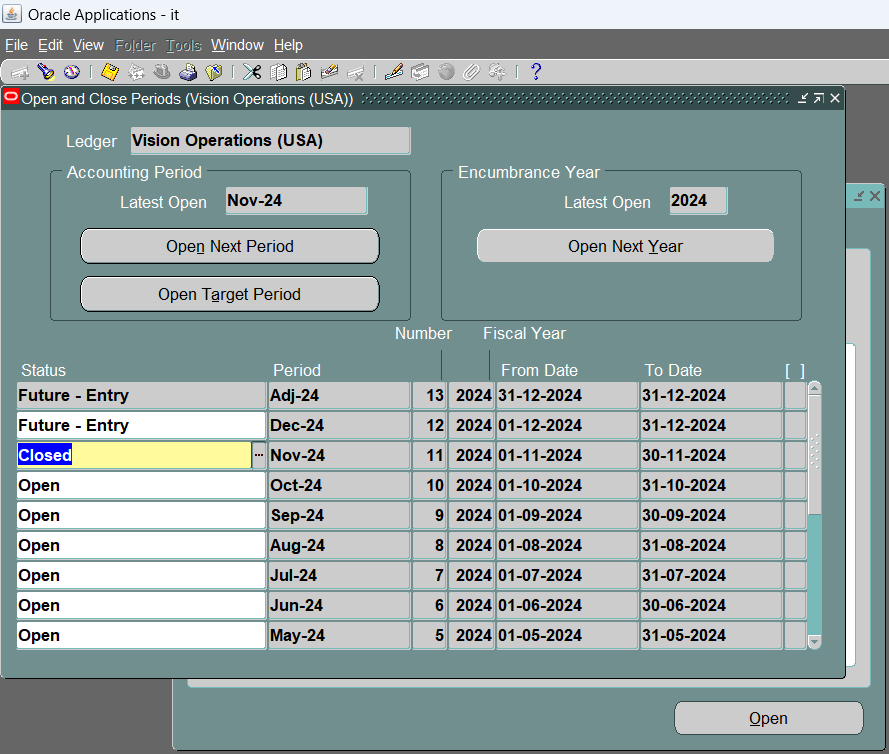 Oracle Applications - it
File Edit View Folder Tools Window Help
Open and Close Periods (Vision Operations (USA))
Ledger Vision Operations (USA)
Accounting Period Encumbrance Year
Latest Open Nov-24 Latest Open 2024
Open Next Period Open Next Year
Open Target Period
Number Fiscal Year
Status Period From Date To Date [ ]
Future - Entry Adj-24 13 2024 31-12-2024 31-12-2024
Future - Entry Dec-24 12 2024 01-12-2024 31-12-2024
Closed ... Nov-24 11 2024 01-11-2024 30-11-2024
Open Oct-24 10 2024 01-10-2024 31-10-2024
Open Sep-24 9 2024 01-09-2024 30-09-2024
Open Aug-24 8 2024 01-08-2024 31-08-2024
Open Jul-24 7 2024 01-07-2024 31-07-2024
Open Jun-24 6 2024 01-06-2024 30-06-2024
Open May-24 5 2024 01-05-2024 31-05-2024
Open